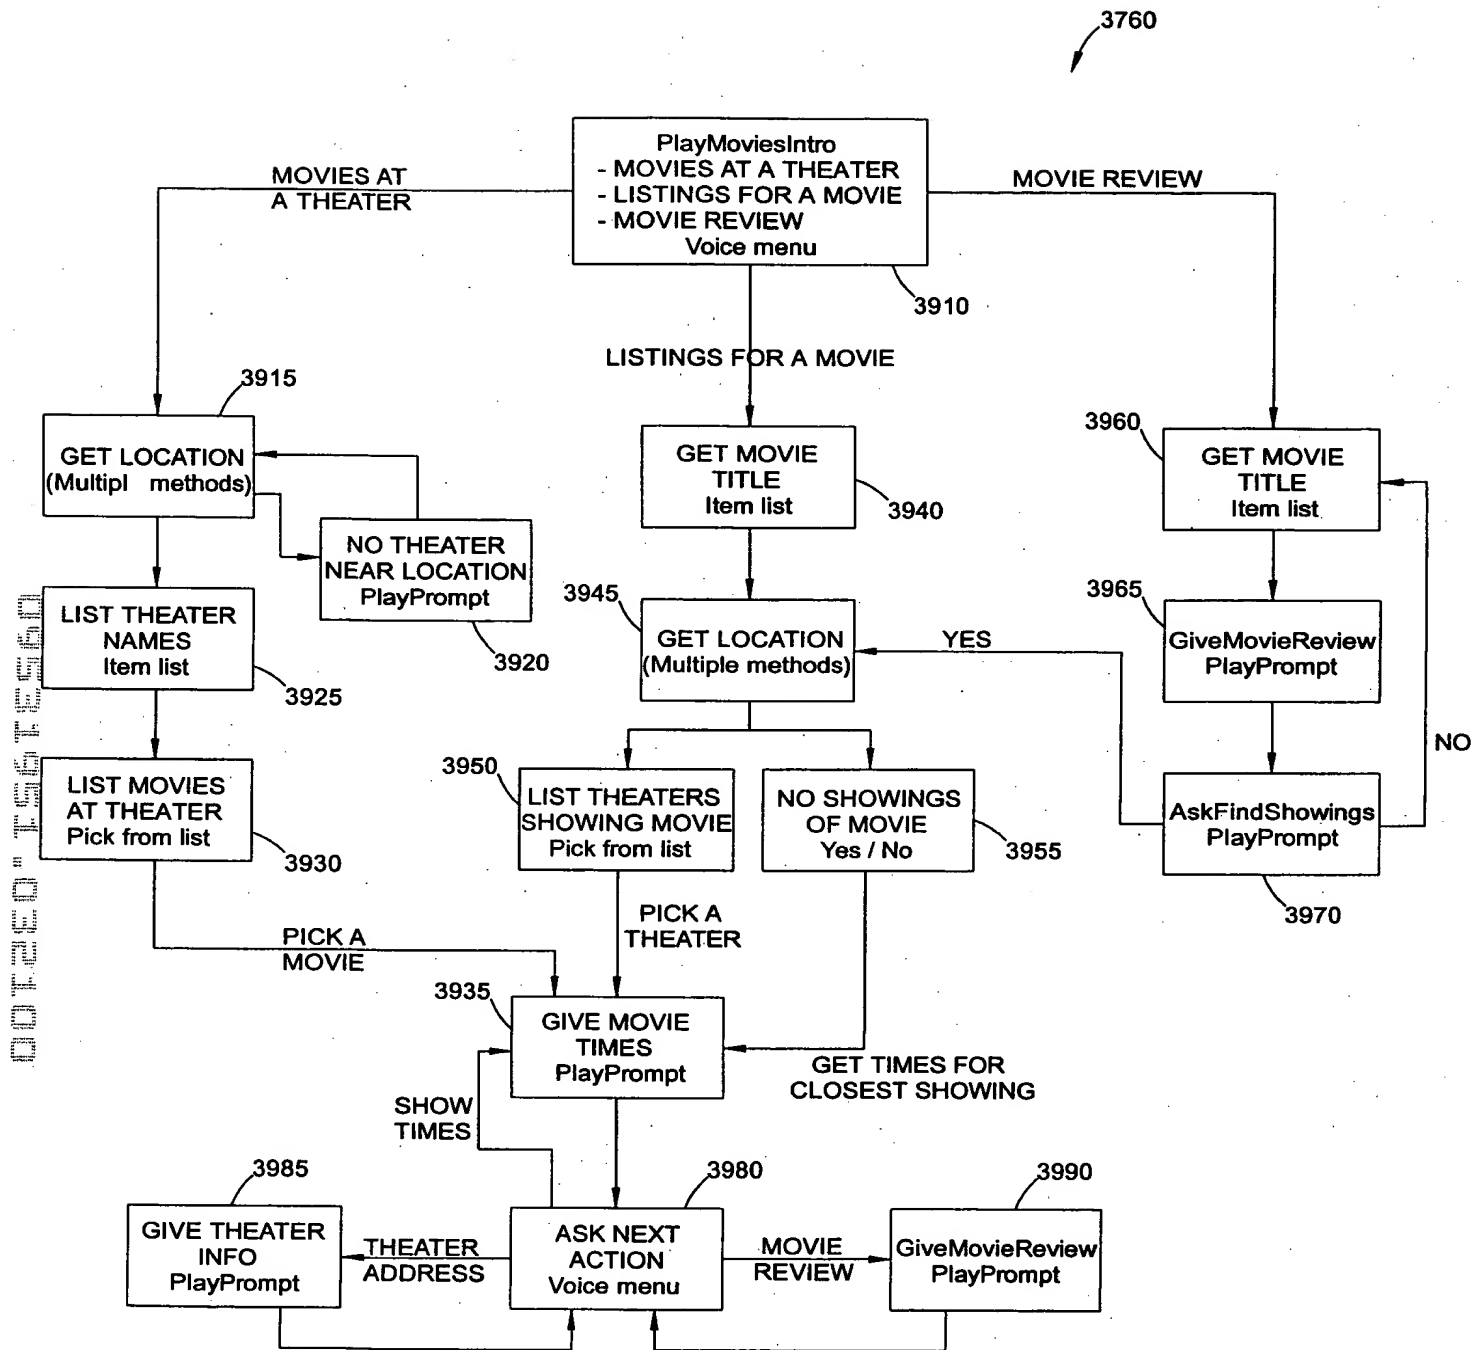 3760
PlayMoviesIntro
- MOVIES AT A THEATER
- LISTINGS FOR A MOVIE
- MOVIE REVIEW
Voice menu
3910
MOVIES AT
A THEATER
MOVIE REVIEW
LISTINGS FOR A MOVIE
3915
GET LOCATION
(Multipl methods)
NO THEATER
NEAR LOCATION
PlayPrompt
3920
LIST THEATER
NAMES
Item list
3925
LIST MOVIES
AT THEATER
Pick from list
3930
PICK A
MOVIE
GET MOVIE
TITLE
Item list
3940
3945
GET LOCATION
(Multiple methods)
YES
3950
LIST THEATERS
SHOWING MOVIE
Pick from list
NO SHOWINGS
OF MOVIE
Yes / No
3955
PICK A
THEATER
3960
GET MOVIE
TITLE
Item list
3965
GiveMovieReview
PlayPrompt
NO
AskFindShowings
PlayPrompt
3970
3935
GIVE MOVIE
TIMES
PlayPrompt
GET TIMES FOR
CLOSEST SHOWING
SHOW
TIMES
3985
GIVE THEATER
INFO
PlayPrompt
THEATER
ADDRESS
3980
ASK NEXT
ACTION
Voice menu
MOVIE
REVIEW
3990
GiveMovieReview
PlayPrompt